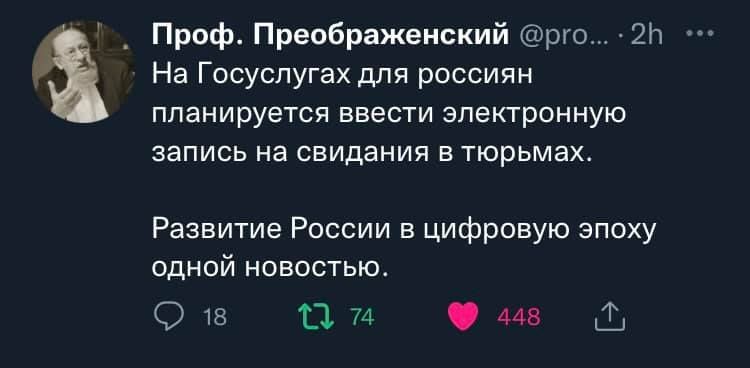 Проф. Преображенский @pro... · 2h
На Госуслугах для россиян
планируется ввести электронную
запись на свидания в тюрьмах.
Развитие России в цифровую эпоху
одной новостью.
18 74 448